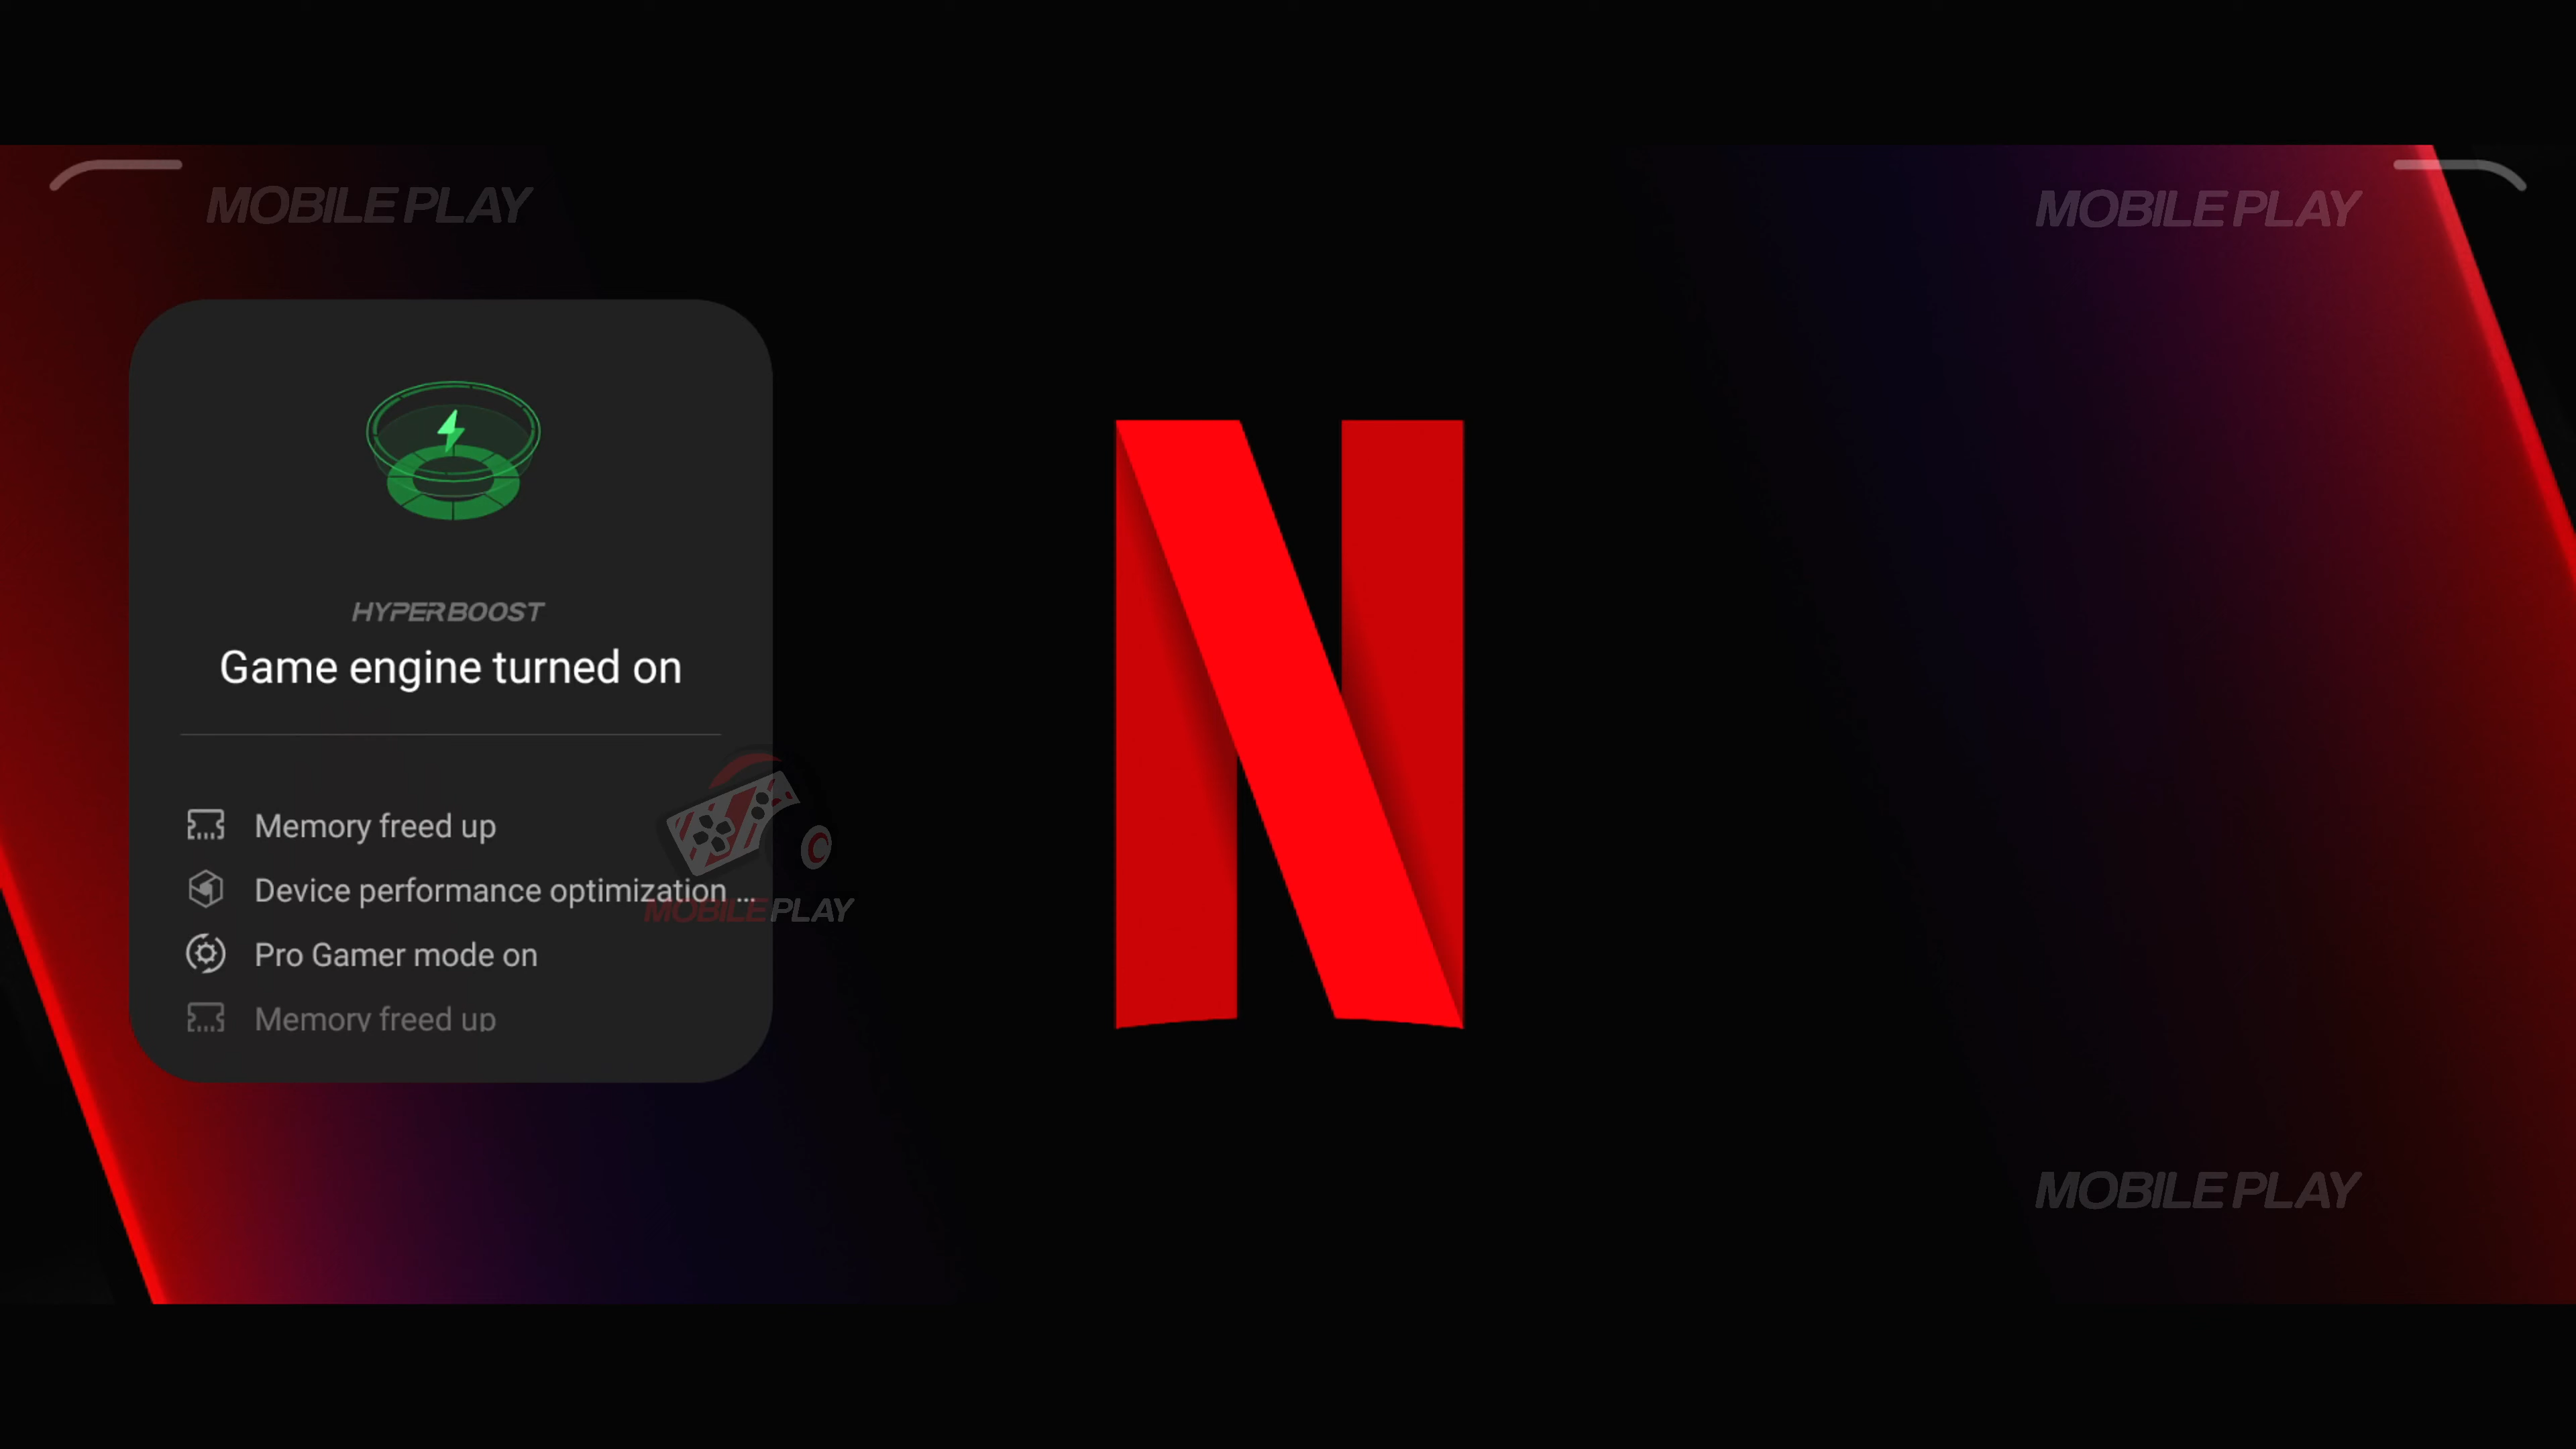 MOBILE PLAY
MOBILE PLAY
HYPERBOOST
Game engine turned on
Memory freed up
Device performance optimization ...
MOBILE PLAY
Pro Gamer mode on
Memory freed up
N
MOBILE PLAY